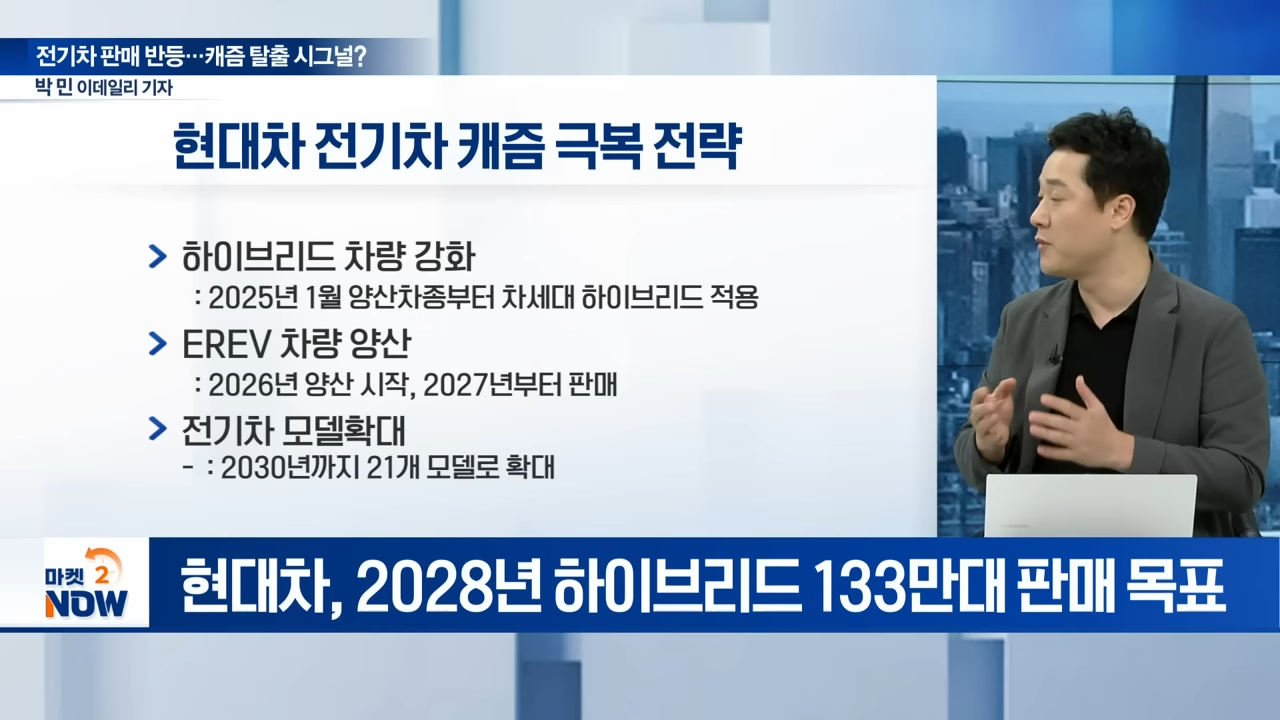 전기차 판매 반등…캐즘 탈출 시그널?
박 민 이데일리 기자
현대차 전기차 캐즘 극복 전략
하이브리드 차량 강화
: 2025년 1월 양산차종부터 차세대 하이브리드 적용
EREV 차량 양산
: 2026년 양산 시작, 2027년부터 판매
전기차 모델확대
- : 2030년까지 21개 모델로 확대
마켓 2
NOW
현대차, 2028년 하이브리드 133만대 판매 목표